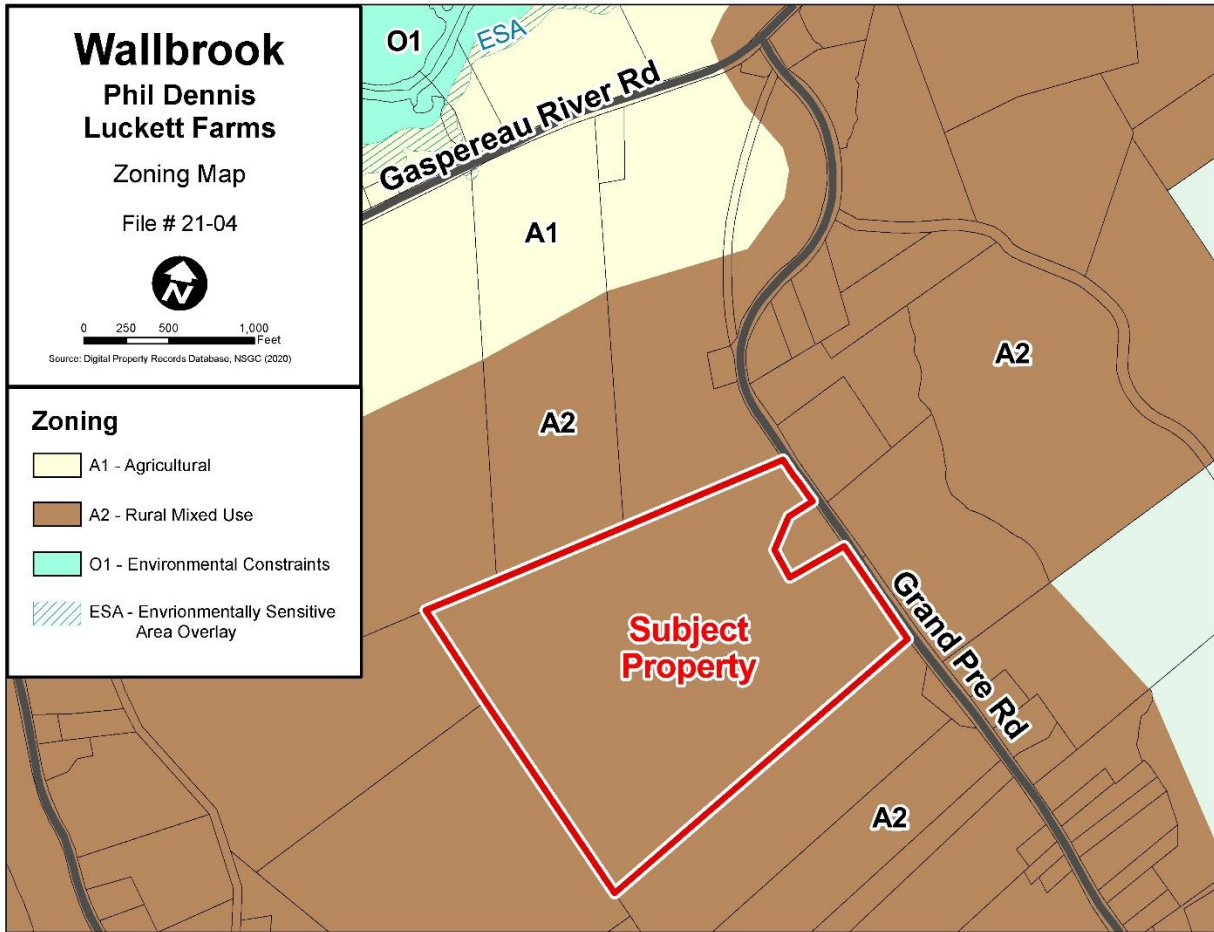 Wallbrook
Phil Dennis
Luckett Farms
Zoning Map
File # 21-04
N
0 250 500 1,000
Feet
Source: Digital Property Records Database, NSGC (2020)
Zoning
A1 - Agricultural
A2 - Rural Mixed Use
O1 - Environmental Constraints
ESA - Envrionmentally Sensitive
Area Overlay
O1
ESA
Gaspereau River Rd
A1
A2
A2
Subject
Property
Grand Pre Rd
A2